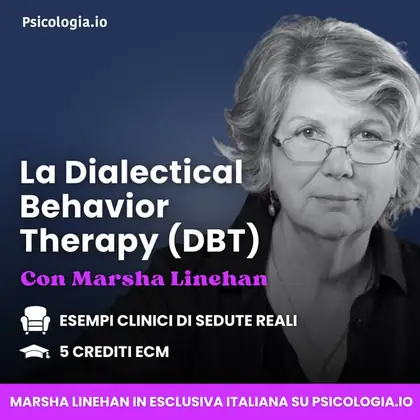 Psicologia.io
La Dialectical
Behavior
Therapy (DBT)
Con Marsha Linehan
ESEMPI CLINICI DI SEDUTE REALI
5 CREDITI ECM
MARSHA LINEHAN IN ESCLUSIVA ITALIANA SU PSICOLOGIA.IO